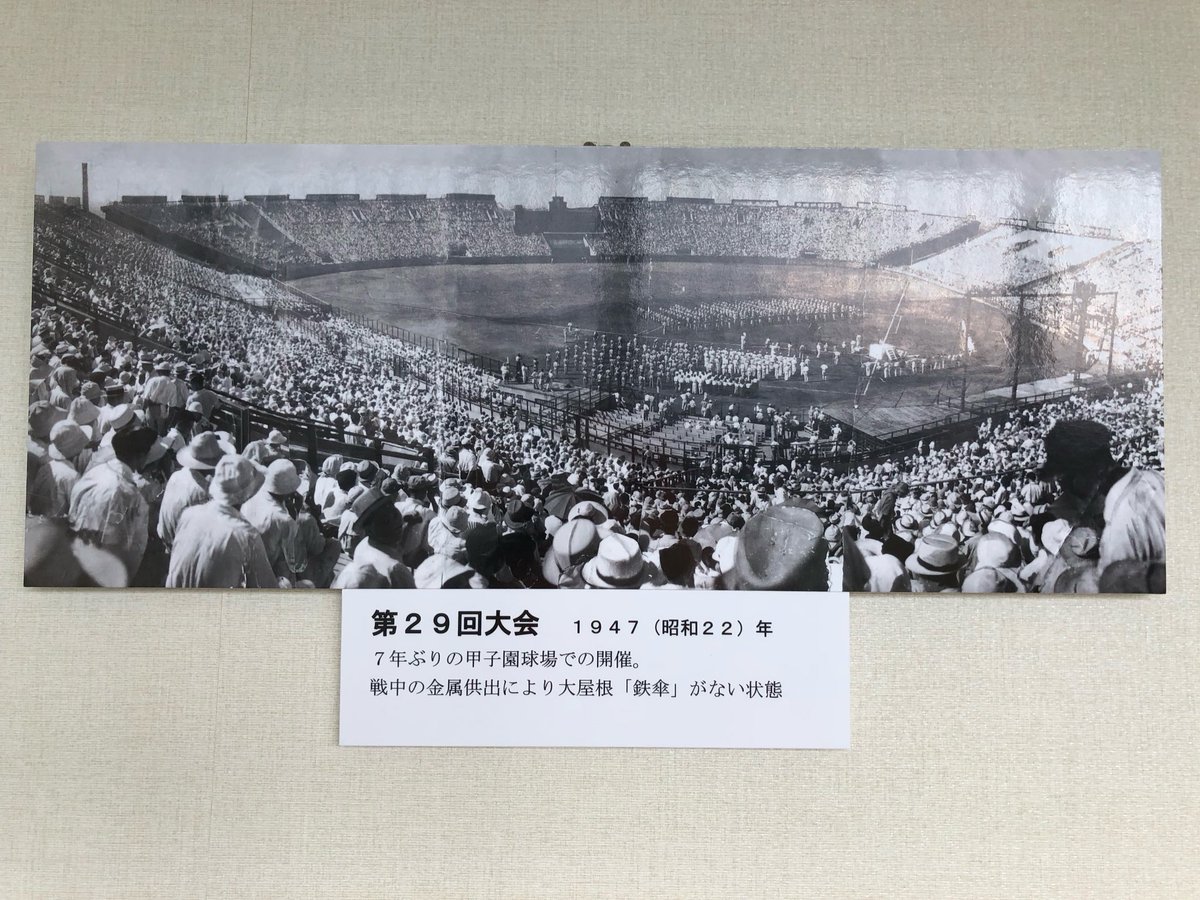 第２９回大会　１９４７（昭和２２）年
７年ぶりの甲子園球場での開催。
戦中の金属供出により大屋根「鉄傘」がない状態